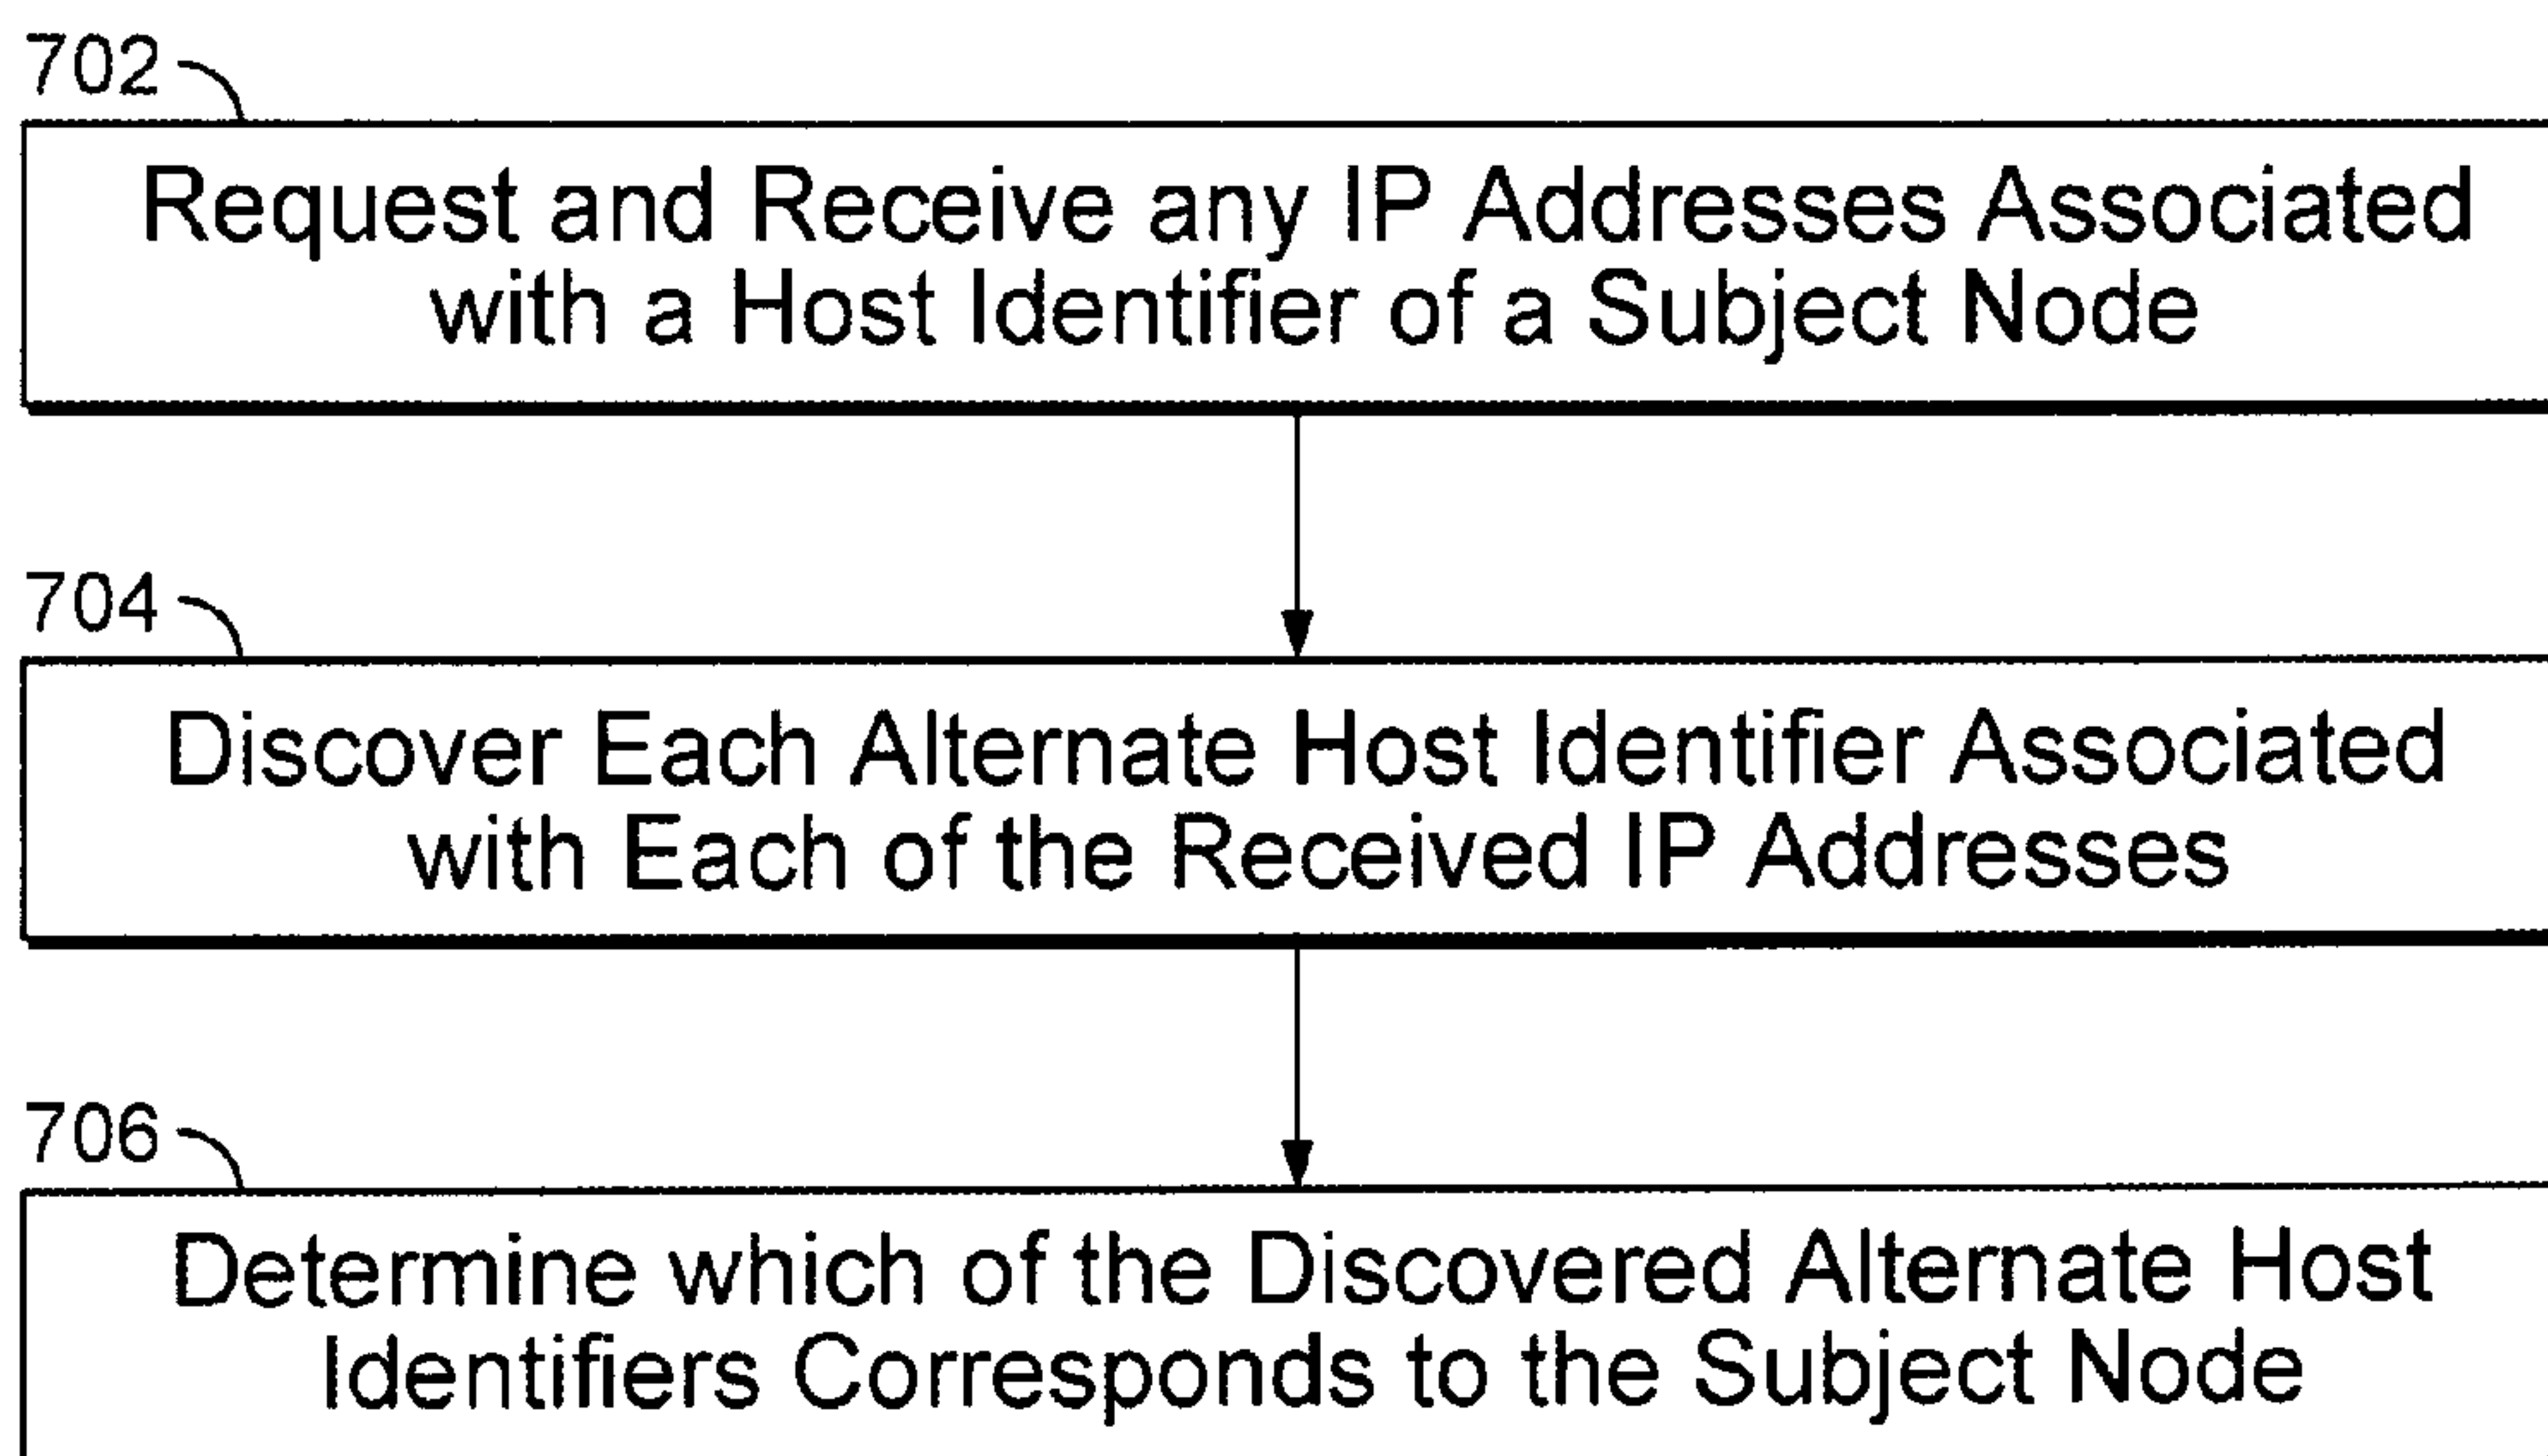 702
Request and Receive any IP Addresses Associated
with a Host Identifier of a Subject Node
704
Discover Each Alternate Host Identifier Associated
with Each of the Received IP Addresses
706
Determine which of the Discovered Alternate Host
Identifiers Corresponds to the Subject Node